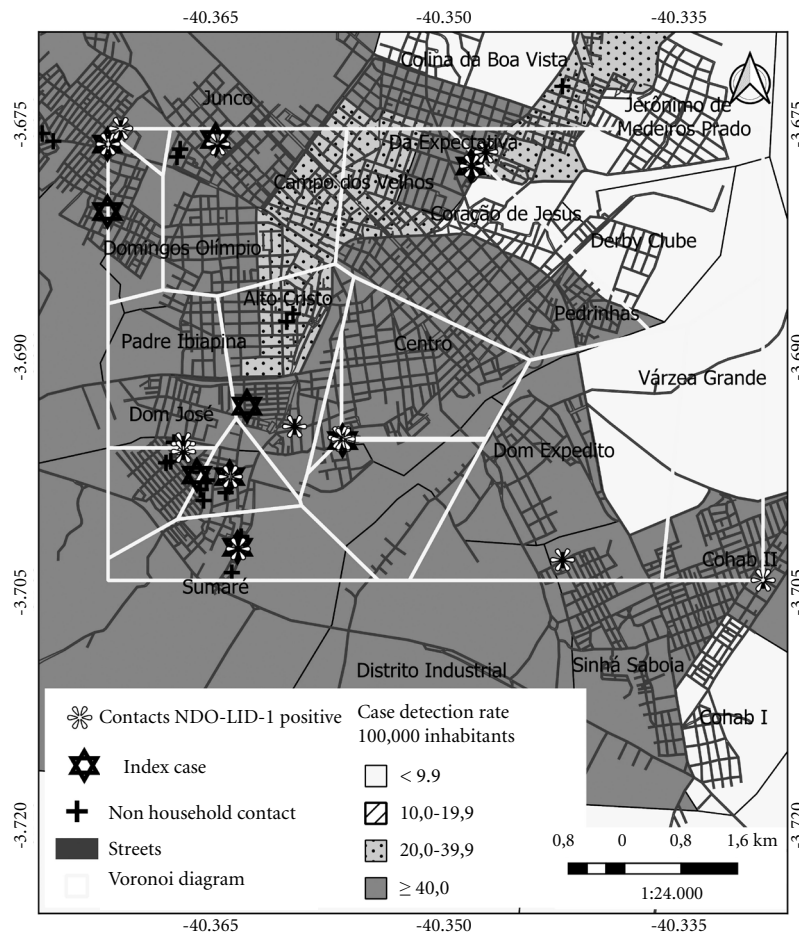 -40.365
-40.350
-40.335
Colina da Boa Vista
Junco
Jerônimo de
Medeiros Prado
-3.675
-3.675
Da Expectativa
Campo dos Velhos
Coração de Jesus
Domingos Olímpio
Derby Clube
Alto Cristo
Pedrinhas
Padre Ibiapina
Centro
-3.690
-3.690
Várzea Grande
Dom José
Dom Expedito
Cohab II
-3.705
-3.705
Sumaré
Distrito Industrial
Sinhá Saboia
Cohab I
Contacts NDO-LID-1 positive
Index case
Non household contact
Streets
Voronoi diagram
Case detection rate
100,000 inhabitants
< 9.9
10,0-19,9
20,0-39,9
≥ 40,0
0,8 0 0,8 1,6 km
1:24.000
-3.720
-3.720
-40.365
-40.350
-40.335